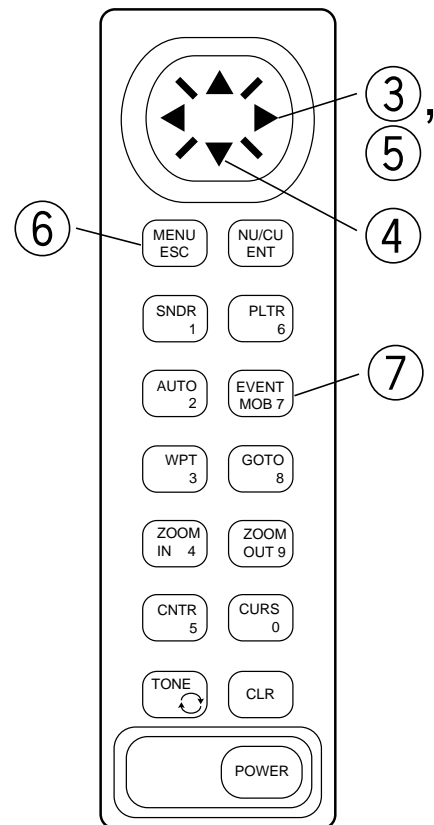 ③,
⑤
④
⑥
MENU
ESC
NU/CU
ENT
SNDR
1
PLTR
6
AUTO
2
EVENT
MOB 7
⑦
WPT
3
GOTO
8
ZOOM
IN 4
ZOOM
OUT 9
CNTR
5
CURS
0
TONE
CLR
POWER